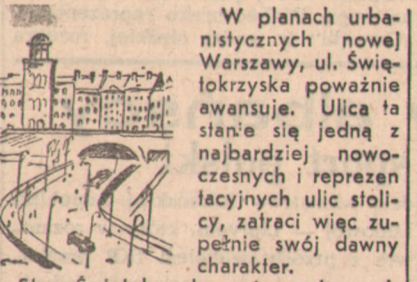 W planach urba-
nistycznych nowej
Warszawy, ul. Świę-
tokrzyska poważnie
awansuje. Ulica ta
stanie się jedną z
najbardziej nowo-
czesnych i reprezen
tacyjnych ulic stoli-
cy, zatraci więc zu-
pełnie swój dawny
charakter.